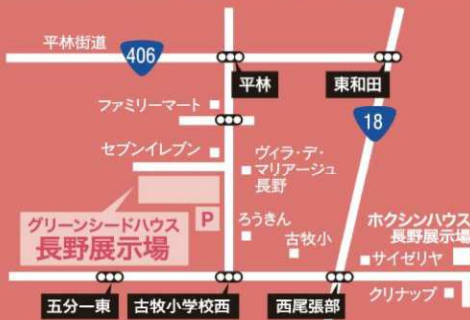 平林街道
406
平林
東和田
ファミリーマート
18
セブンイレブン
ヴィラ・デ・
マリアージュ
長野
P
グリーンシードハウス
長野展示場
ろうきん
古牧小
ホクシンハウス
長野展示場
サイゼリヤ
クリナップ
五分一東
古牧小学校西
西尾張部